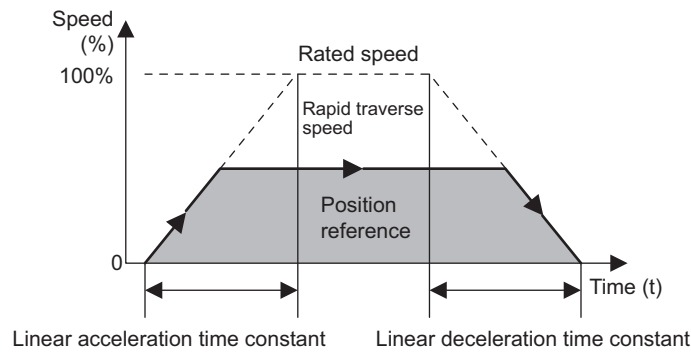 Speed
(%)
100%
Rated speed
Rapid traverse
speed
Position
reference
0
Time (t)
Linear acceleration time constant
Linear deceleration time constant